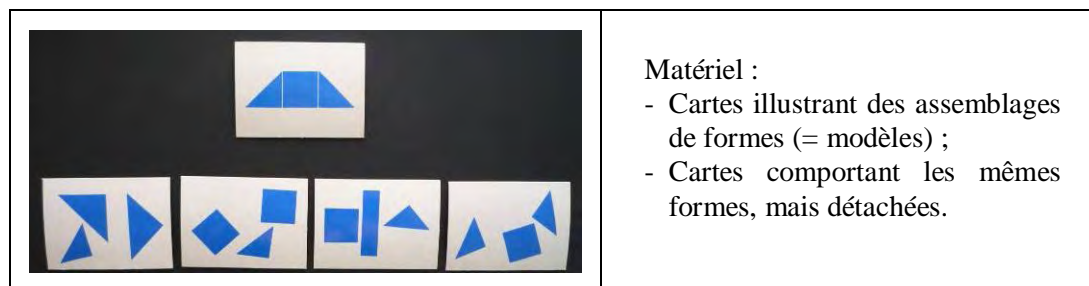 Matériel :
- Cartes illustrant des assemblages
de formes (= modèles) ;
- Cartes comportant les mêmes
formes, mais détachées.